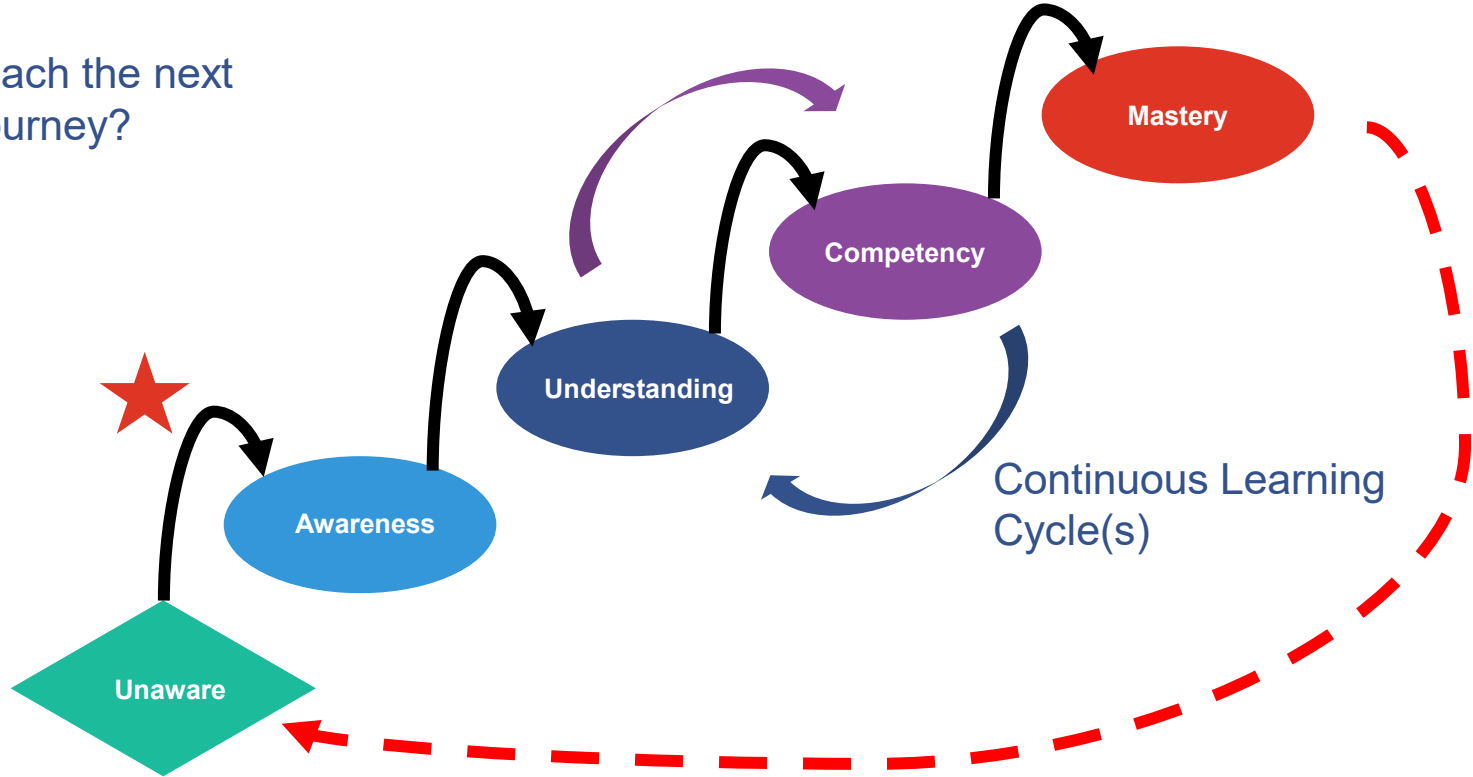 ach the next
urney?
Mastery
Competency
Understanding
Continuous Learning
Cycle(s)
Awareness
Unaware